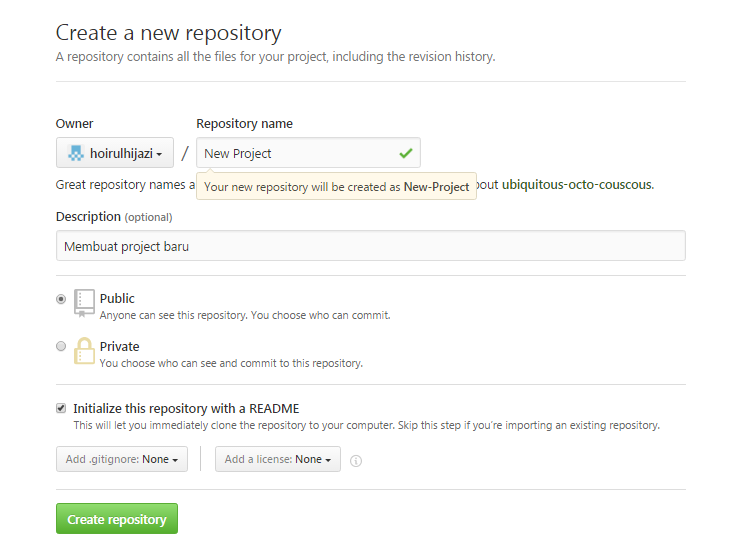 Create a new repository
A repository contains all the files for your project, including the revision history.
Owner
Repository name
hoirulhijazi
/
New Project
Great repository names a
Your new repository will be created as New-Project
bout ubiquitous-octo-couscous.
Description (optional)
Membuat project baru
Public
Anyone can see this repository. You choose who can commit.
Private
You choose who can see and commit to this repository.
Initialize this repository with a README
This will let you immediately clone the repository to your computer. Skip this step if you're importing an existing repository.
Add .gitignore: None
Add a license: None
Create repository